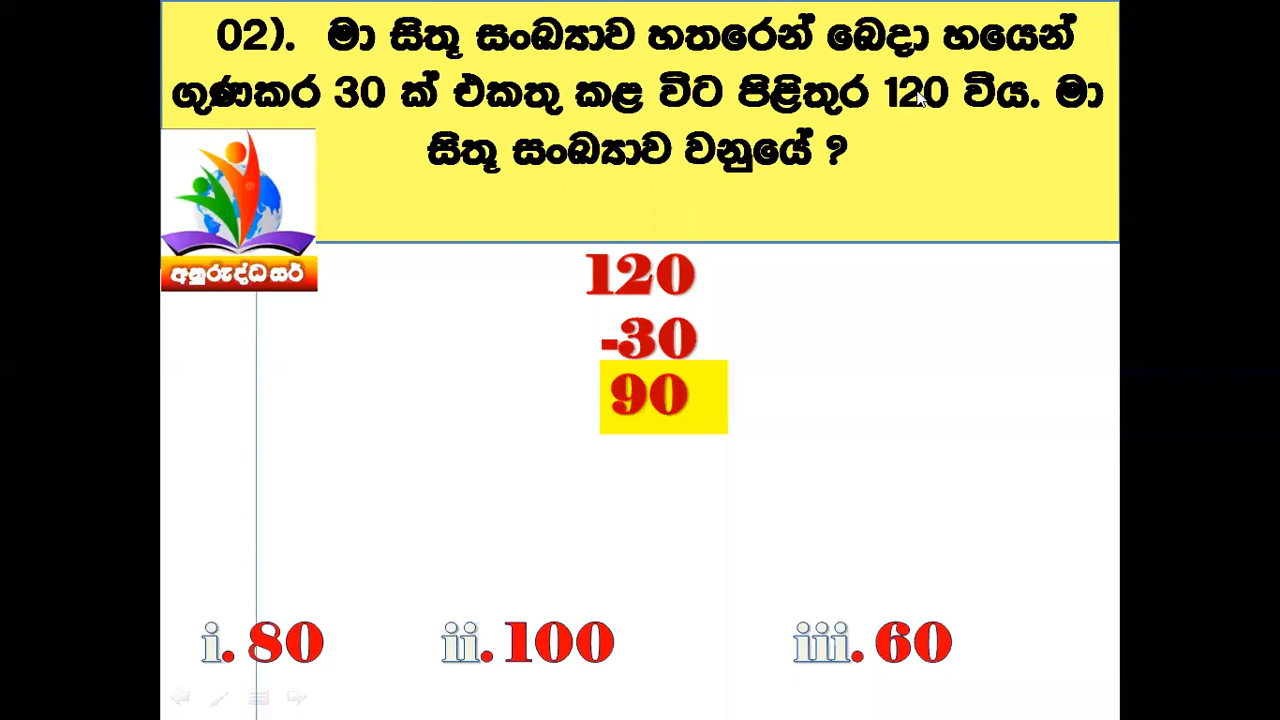 02).  මා සිතූ සංඛ්‍යාව හතරෙන් බෙදා හයෙන්
ගුණකර 30 ක් එකතු කළ විට පිළිතුර 120 විය. මා
සිතූ සංඛ්‍යාව වනුයේ ?
අනුරුද්ධ සර්
120
-30
90
i. 80 ii. 100 iii. 60